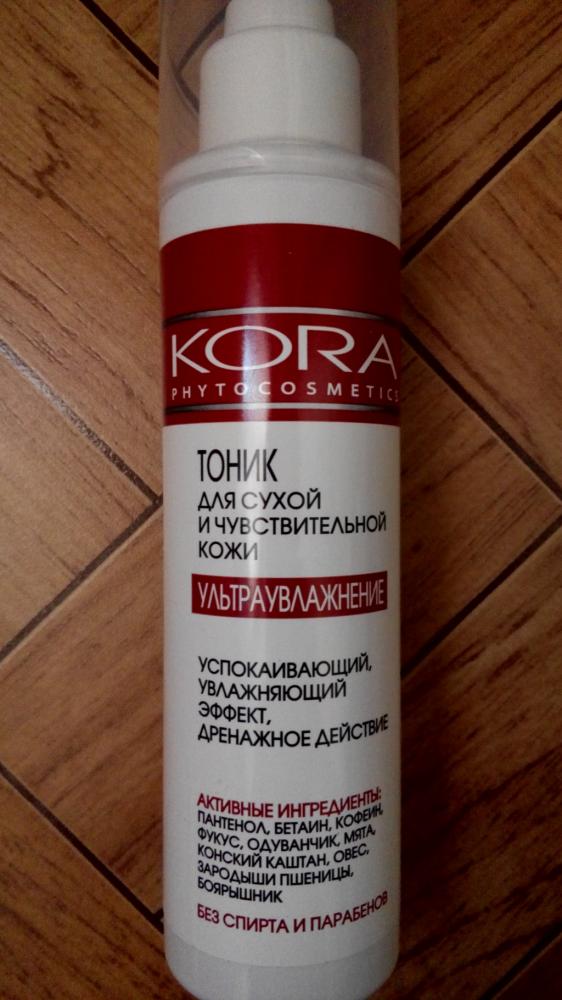 KORA
PHYTOCOSMETICS
ТОНИК
ДЛЯ СУХОЙ
И ЧУВСТВИТЕЛЬНОЙ
КОЖИ
УЛЬТРАУВЛАЖНЕНИЕ
УСПОКАИВАЮЩИЙ,
УВЛАЖНЯЮЩИЙ
ЭФФЕКТ,
ДРЕНАЖНОЕ ДЕЙСТВИЕ
АКТИВНЫЕ ИНГРЕДИЕНТЫ:
ПАНТЕНОЛ, БЕТАИН, КОФЕИН,
ФУКУС, ОДУВАНЧИК, МЯТА,
КОНСКИЙ КАШТАН, ОВЕС,
ЗАРОДЫШИ ПШЕНИЦЫ,
БОЯРЫШНИК
БЕЗ СПИРТА И ПАРАБЕНОВ